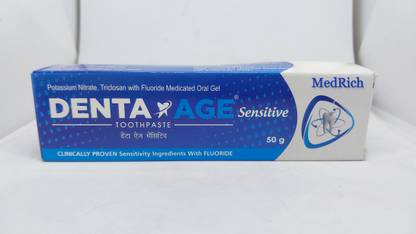 Potassium Nitrate, Triclosan with Fluoride Medicated Oral Gel
MedRich
DENTA AGE® Sensitive
TOOTHPASTE
डेंटा ऐज सेंसिटिव
50 g
CLINICALLY PROVEN Sensitivity Ingredients With FLUORIDE